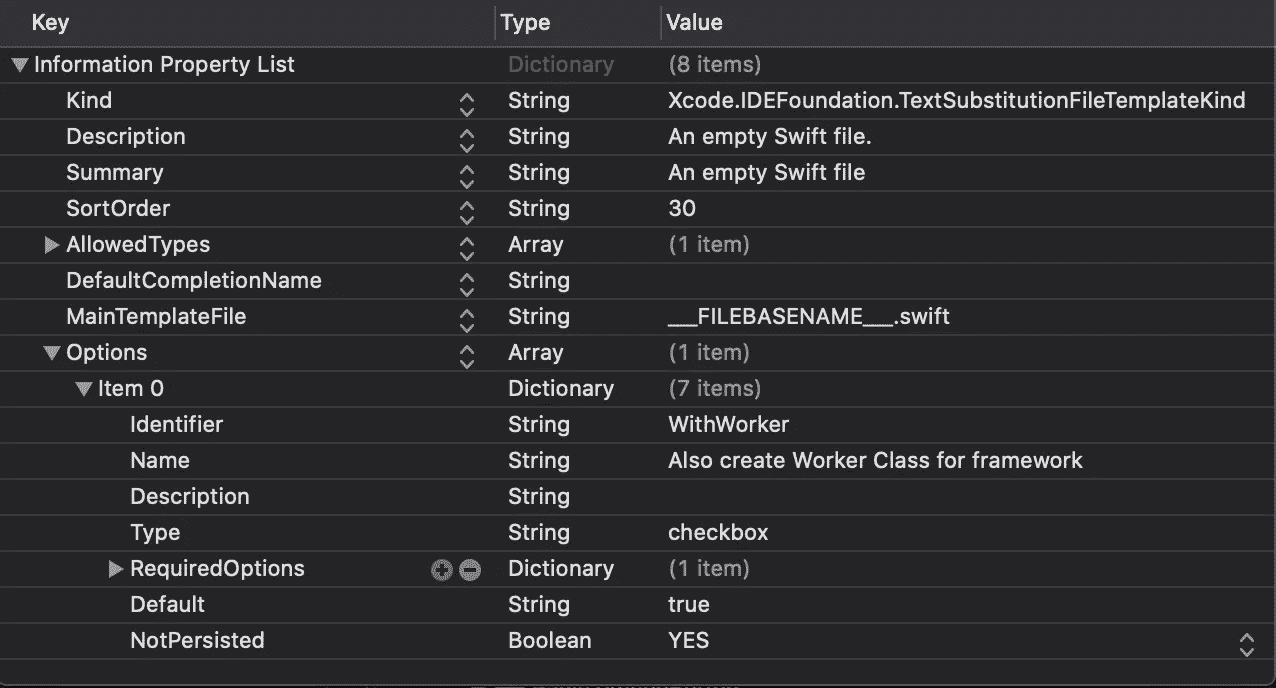 Key Type Value
Information Property List Dictionary (8 items)
Kind String Xcode.IDEFoundation.TextSubstitutionFileTemplateKind
Description String An empty Swift file.
Summary String An empty Swift file
SortOrder String 30
AllowedTypes Array (1 item)
DefaultCompletionName String
MainTemplateFile String ___FILEBASENAME___.swift
Options Array (1 item)
Item 0 Dictionary (7 items)
Identifier String WithWorker
Name String Also create Worker Class for framework
Description String
Type String checkbox
RequiredOptions Dictionary (1 item)
Default String true
NotPersisted Boolean YES